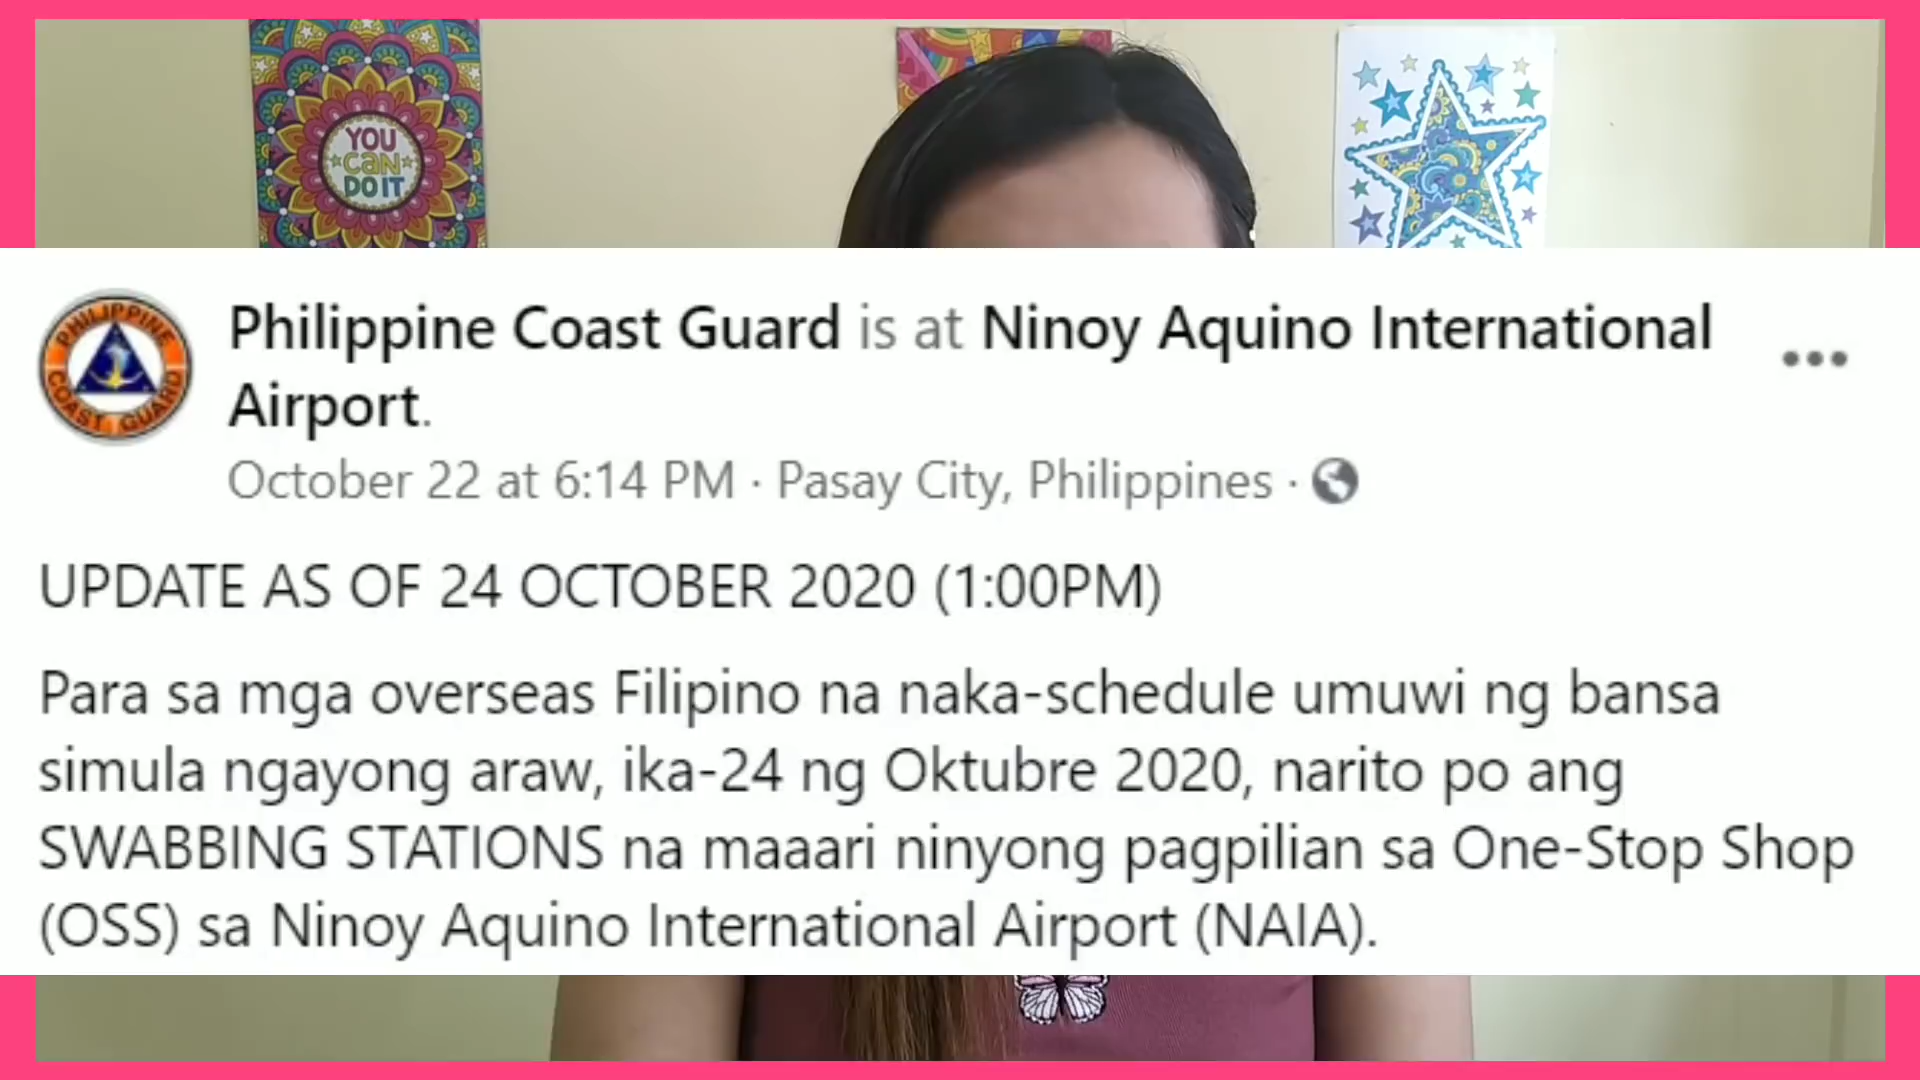 YOU
CAN
DO IT
PHILIPPINE
COAST GUARD
Philippine Coast Guard is at Ninoy Aquino International
Airport.
October 22 at 6:14 PM · Pasay City, Philippines ·
UPDATE AS OF 24 OCTOBER 2020 (1:00PM)
Para sa mga overseas Filipino na naka-schedule umuwi ng bansa
simula ngayong araw, ika-24 ng Oktubre 2020, narito po ang
SWABBING STATIONS na maaari ninyong pagpilian sa One-Stop Shop
(OSS) sa Ninoy Aquino International Airport (NAIA).